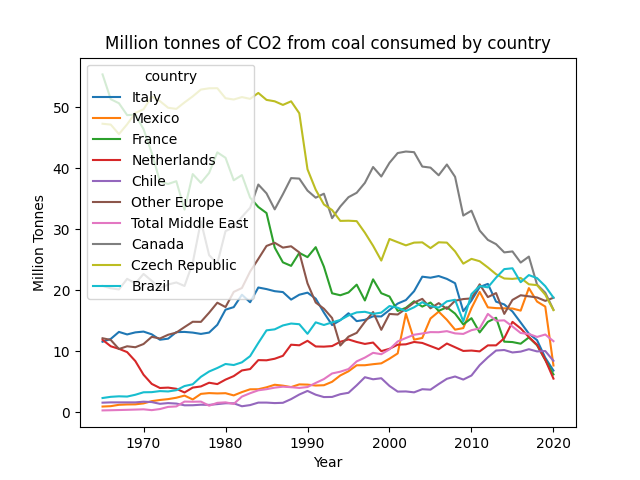 Million tonnes of CO2 from coal consumed by country
country
Italy
Mexico
France
Netherlands
Chile
Other Europe
Total Middle East
Canada
Czech Republic
Brazil
Million Tonnes
50
40
30
20
10
0
1970 1980 1990 2000 2010 2020
Year